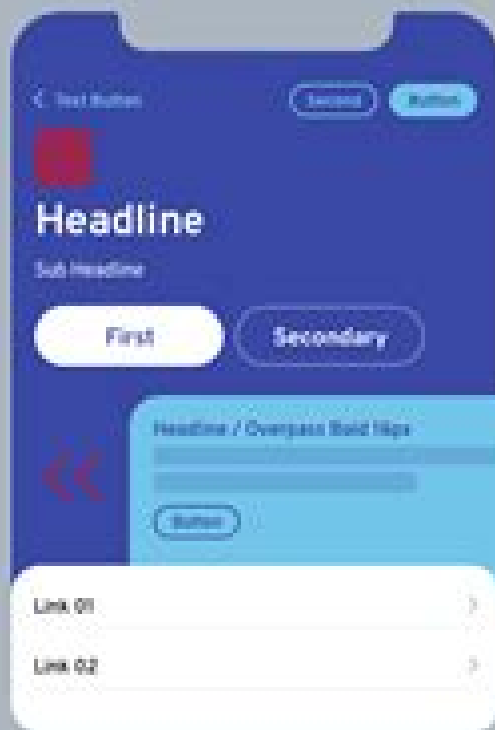 Text Button
Second
Button
Headline
Sub Headline
First
Secondary
Headline / Overpass Bold 16px
Button
Link 01
Link 02